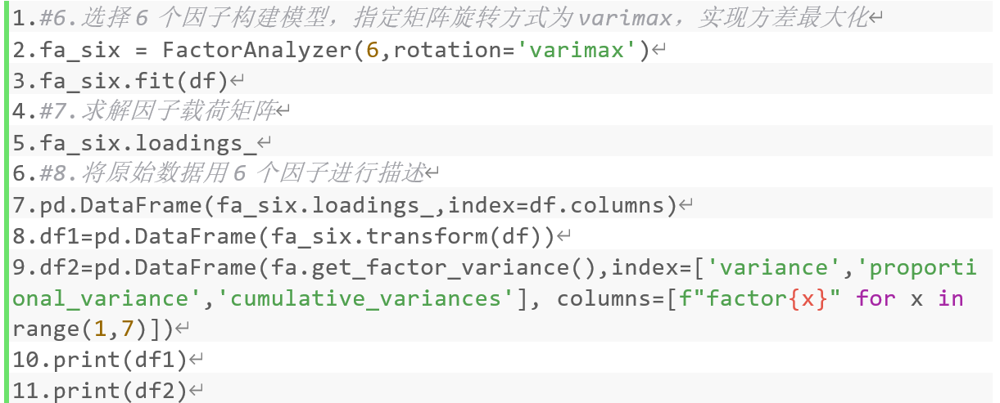 1.#6.选择 6 个因子构建模型，指定矩阵旋转方式为 varimax，实现方差最大化↵
2.fa_six = FactorAnalyzer(6,rotation='varimax')↵
3.fa_six.fit(df)↵
4.#7.求解因子载荷矩阵↵
5.fa_six.loadings_↵
6.#8.将原始数据用 6 个因子进行描述↵
7.pd.DataFrame(fa_six.loadings_,index=df.columns)↵
8.df1=pd.DataFrame(fa_six.transform(df))↵
9.df2=pd.DataFrame(fa.get_factor_variance(),index=['variance','proporti
onal_variance','cumulative_variances'], columns=[f"factor{x}" for x in
range(1,7)])↵
10.print(df1)↵
11.print(df2)↵